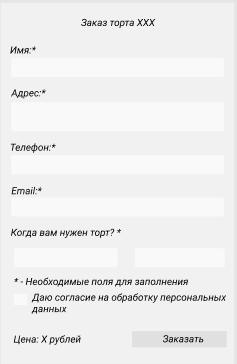 Заказ торта XXX
Имя:*
Адрес:*
Телефон:*
Email:*
Когда вам нужен торт? *
* - Необходимые поля для заполнения
Даю согласие на обработку персональных
данных
Цена: X рублей
Заказать